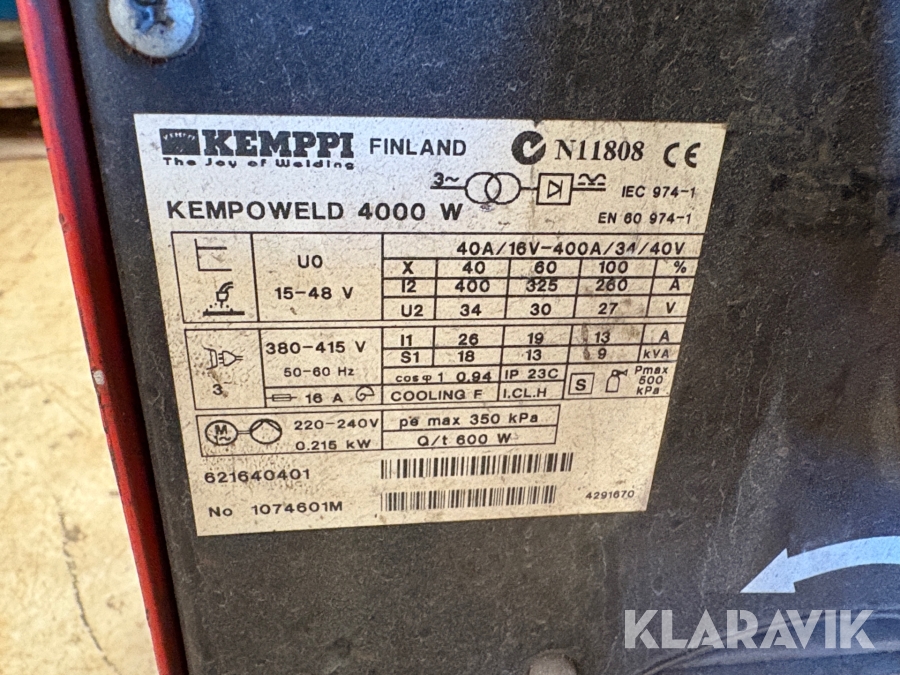 KEMPPI FINLAND N11808 CE
The Joy of Welding
3~ IEC 974-1
KEMPOWELD 4000 W EN 60 974-1
40A/16V-400A/34/40V
U0 X 40 60 100 %
15-48 V I2 400 325 260 A
U2 34 30 27 V
380-415 V I1 26 19 13 A
50-60 Hz S1 18 13 9 kVA
3~ cosφ1 0.94 IP 23C S Pmax 500 kPa
16 A COOLING F I.CL.H
M 220-240V pe max 350 kPa
0.215 kW Q/t 600 W
621640401
No 1074601M 4291670
KLARAVIK